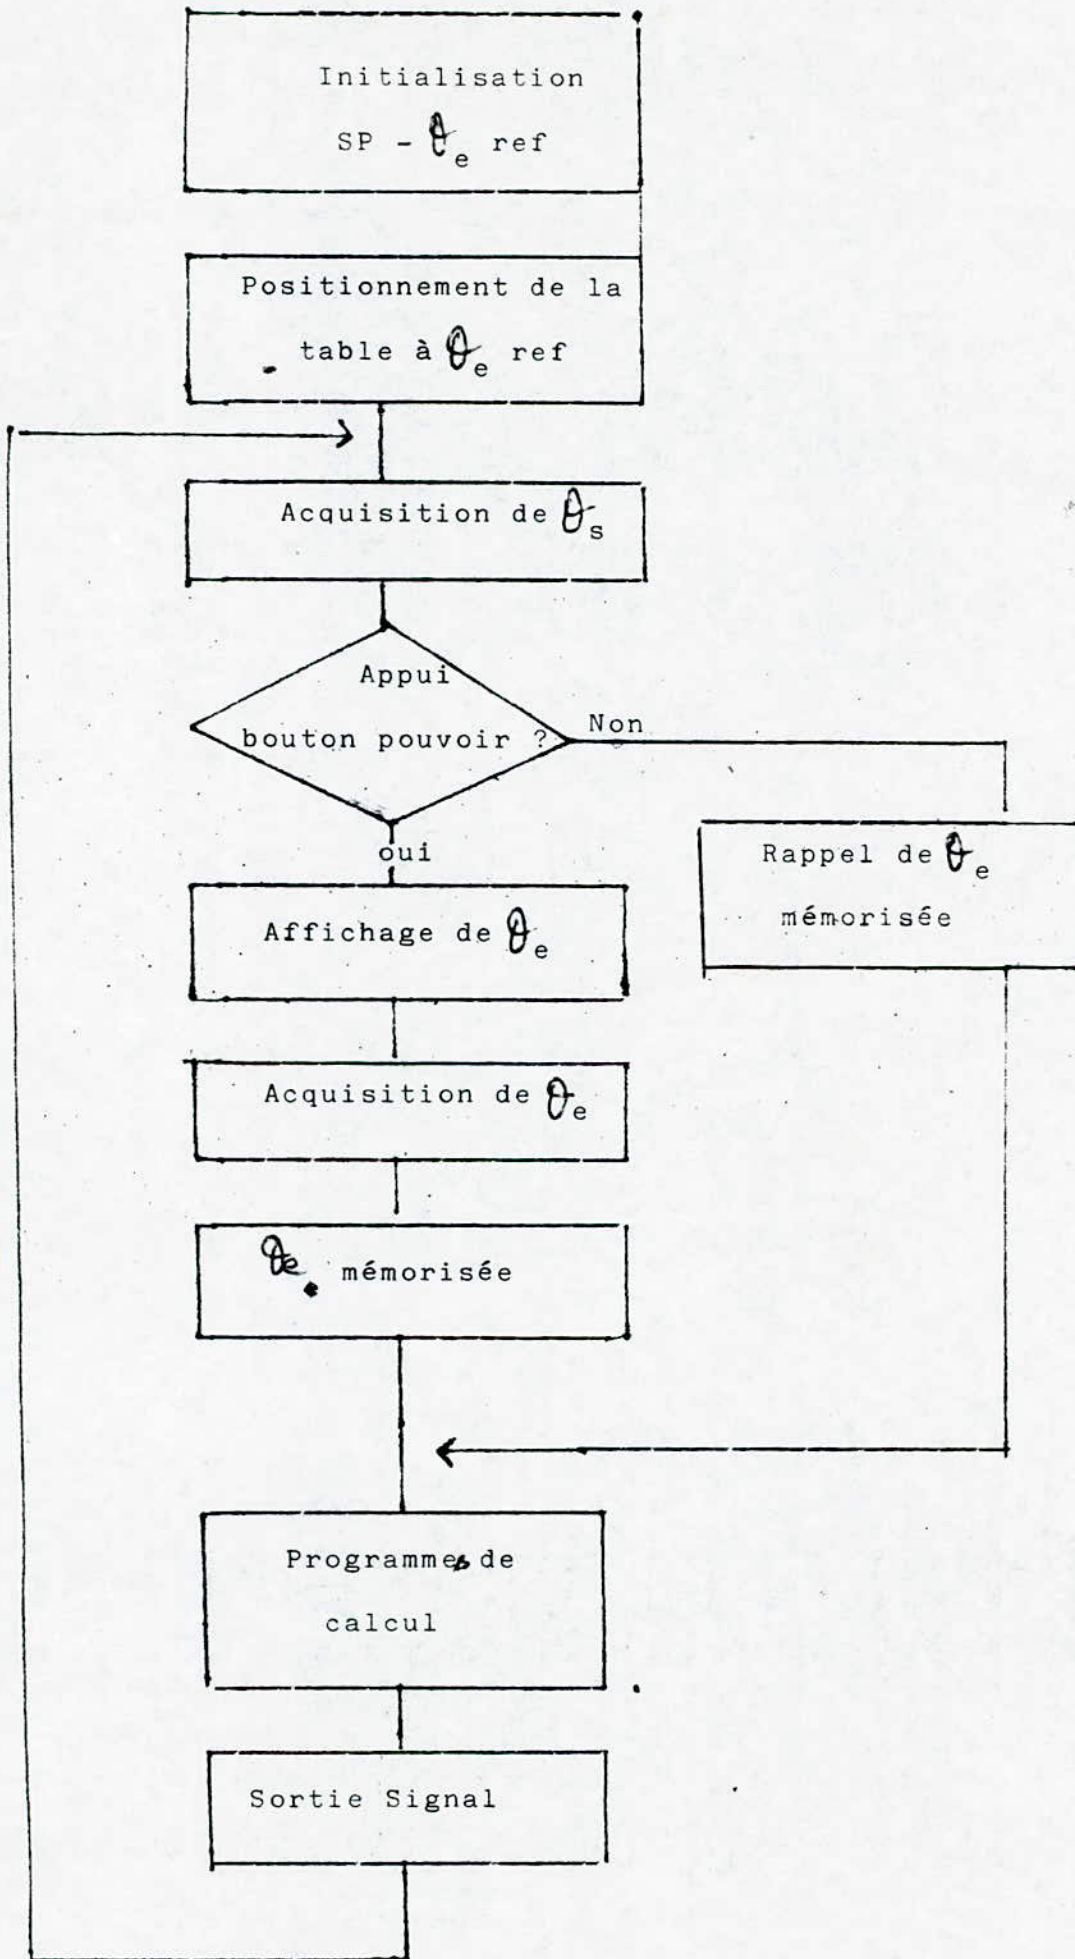 Initialisation
SP - θe ref
Positionnement de la
table à θe ref
Acquisition de θs
Appui
bouton pouvoir ?
Non
oui
Rappel de θe
mémorisée
Affichage de θe
Acquisition de θe
θe mémorisée
Programmes de
calcul
Sortie Signal